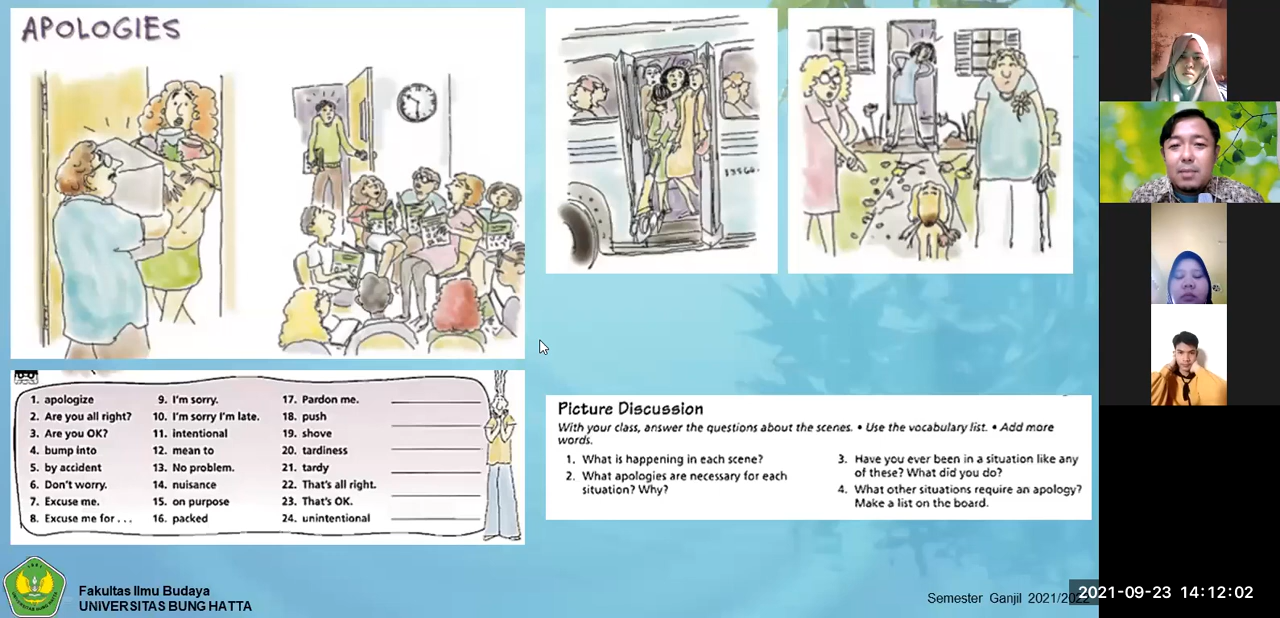 APOLOGIES
1. apologize
2. Are you all right?
3. Are you OK?
4. bump into
5. by accident
6. Don't worry.
7. Excuse me.
8. Excuse me for . . .
9. I'm sorry.
10. I'm sorry I'm late.
11. intentional
12. mean to
13. No problem.
14. nuisance
15. on purpose
16. packed
17. Pardon me.
18. push
19. shove
20. tardiness
21. tardy
22. That's all right.
23. That's OK.
24. unintentional
Picture Discussion
With your class, answer the questions about the scenes. • Use the vocabulary list. • Add more
words.
1. What is happening in each scene?
2. What apologies are necessary for each
situation? Why?
3. Have you ever been in a situation like any
of these? What did you do?
4. What other situations require an apology?
Make a list on the board.
Fakultas Ilmu Budaya
UNIVERSITAS BUNG HATTA
Semester Ganjil 2021/2022
2021-09-23 14:12:02